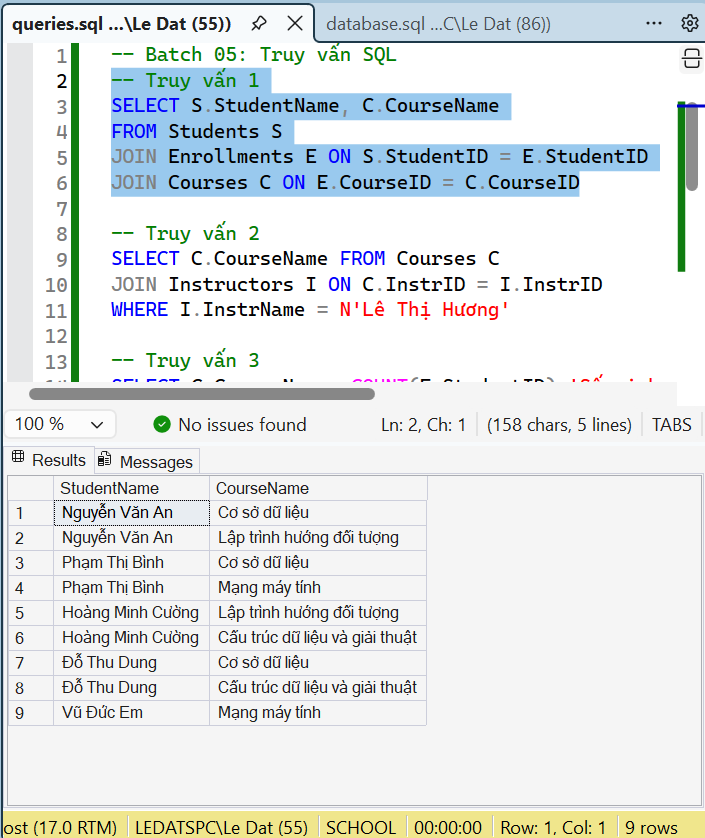 queries.sql ...\Le Dat (55))
database.sql ...C\Le Dat (86))
1 -- Batch 05: Truy vấn SQL
2 -- Truy vấn 1
3 SELECT S.StudentName, C.CourseName
4 FROM Students S
5 JOIN Enrollments E ON S.StudentID = E.StudentID
6 JOIN Courses C ON E.CourseID = C.CourseID
7
8 -- Truy vấn 2
9 SELECT C.CourseName FROM Courses C
10 JOIN Instructors I ON C.InstrID = I.InstrID
11 WHERE I.InstrName = N'Lê Thị Hương'
12
13 -- Truy vấn 3
100 % No issues found Ln: 2, Ch: 1 (158 chars, 5 lines) TABS
Results Messages
StudentName CourseName
1 Nguyễn Văn An Cơ sở dữ liệu
2 Nguyễn Văn An Lập trình hướng đối tượng
3 Phạm Thị Bình Cơ sở dữ liệu
4 Phạm Thị Bình Mạng máy tính
5 Hoàng Minh Cường Lập trình hướng đối tượng
6 Hoàng Minh Cường Cấu trúc dữ liệu và giải thuật
7 Đỗ Thu Dung Cơ sở dữ liệu
8 Đỗ Thu Dung Cấu trúc dữ liệu và giải thuật
9 Vũ Đức Em Mạng máy tính
ost (17.0 RTM) LEDATSPC\Le Dat (55) SCHOOL 00:00:00 Row: 1, Col: 1 9 rows